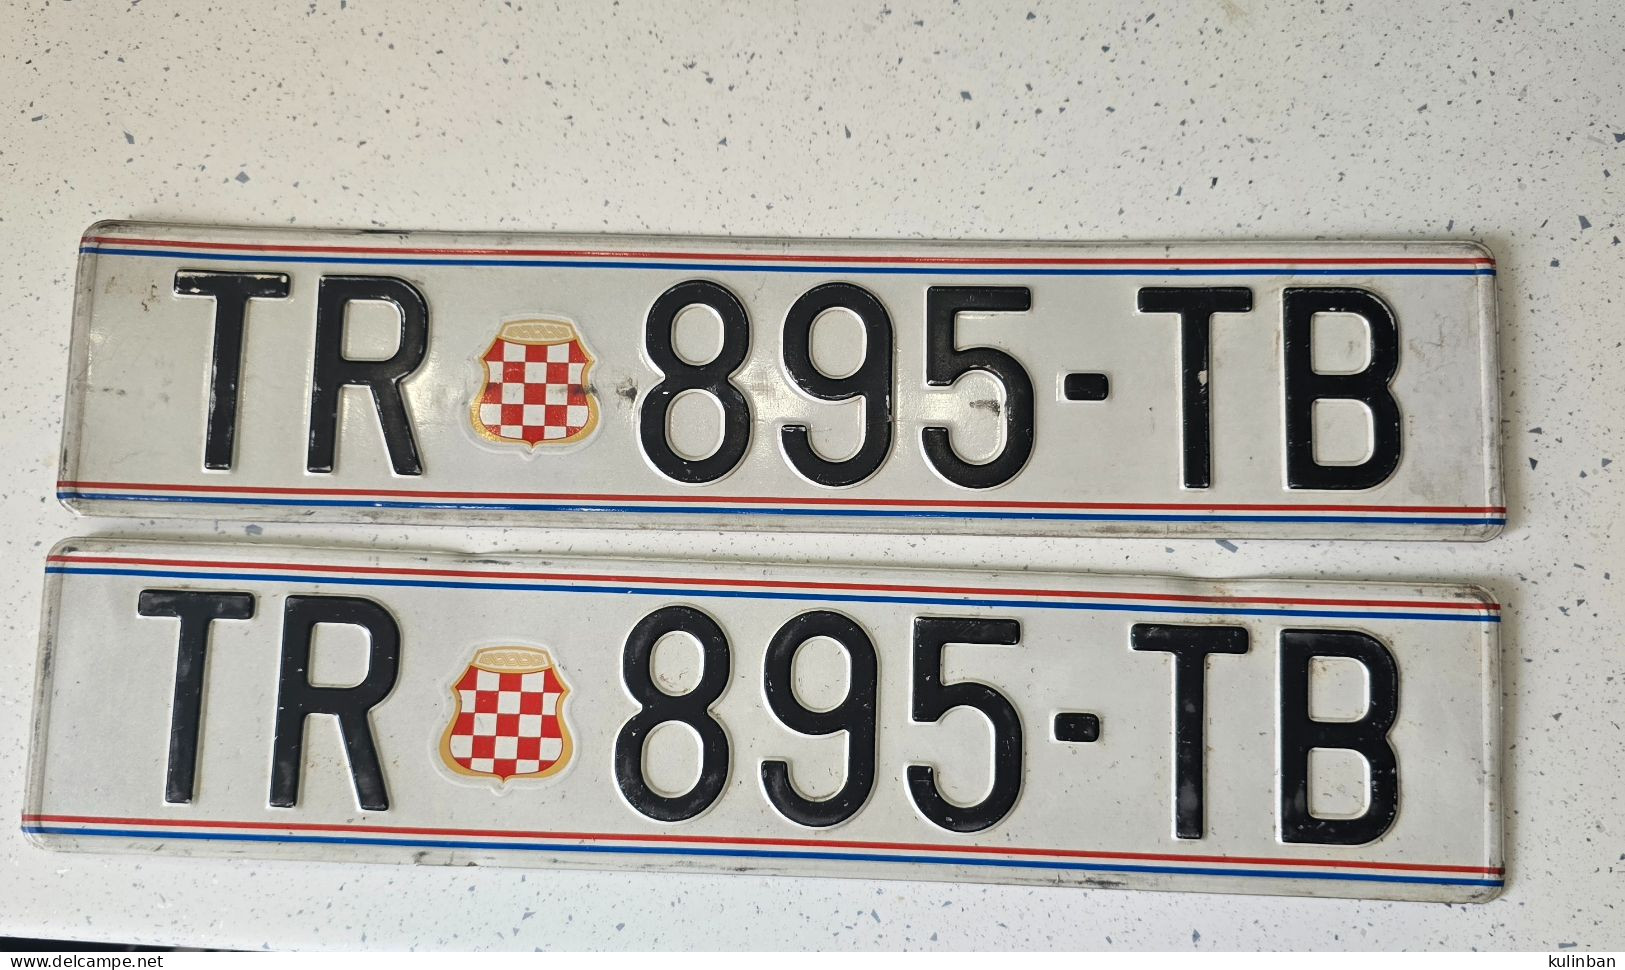 TR 895-TB
TR 895-TB
www.delcampe.net
kulinban